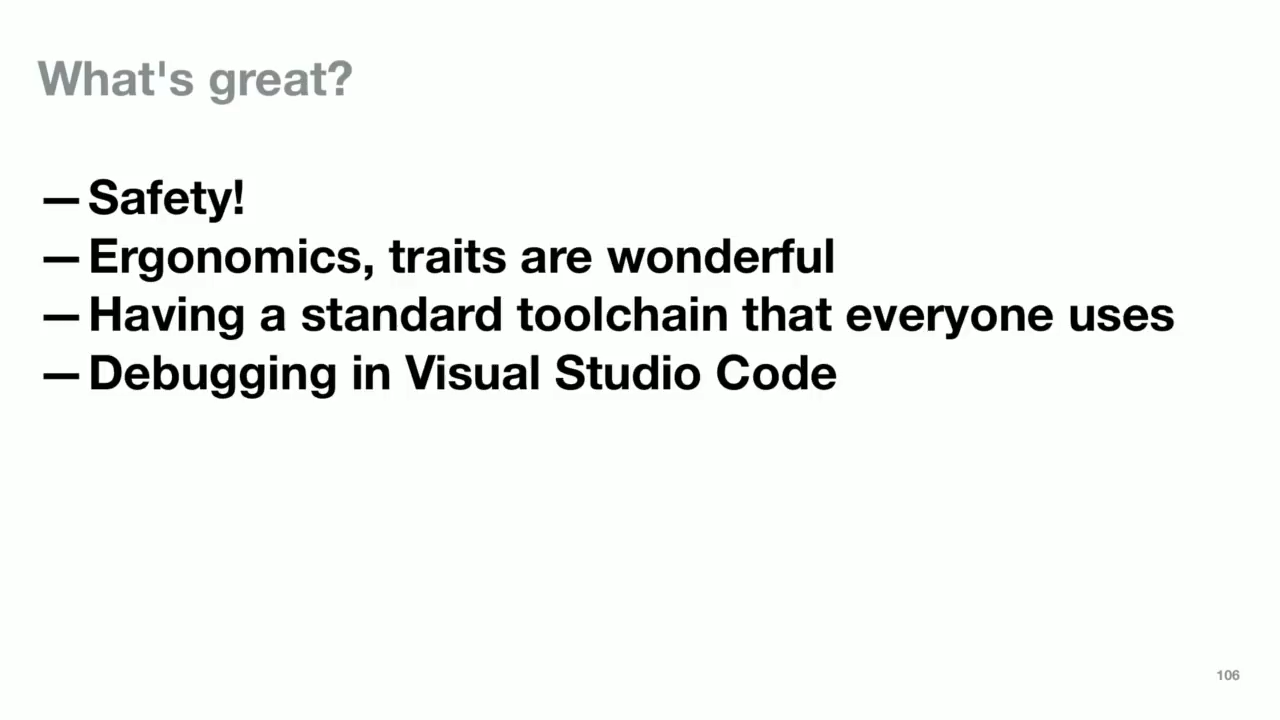 What's great?
— Safety!
— Ergonomics, traits are wonderful
— Having a standard toolchain that everyone uses
— Debugging in Visual Studio Code
106